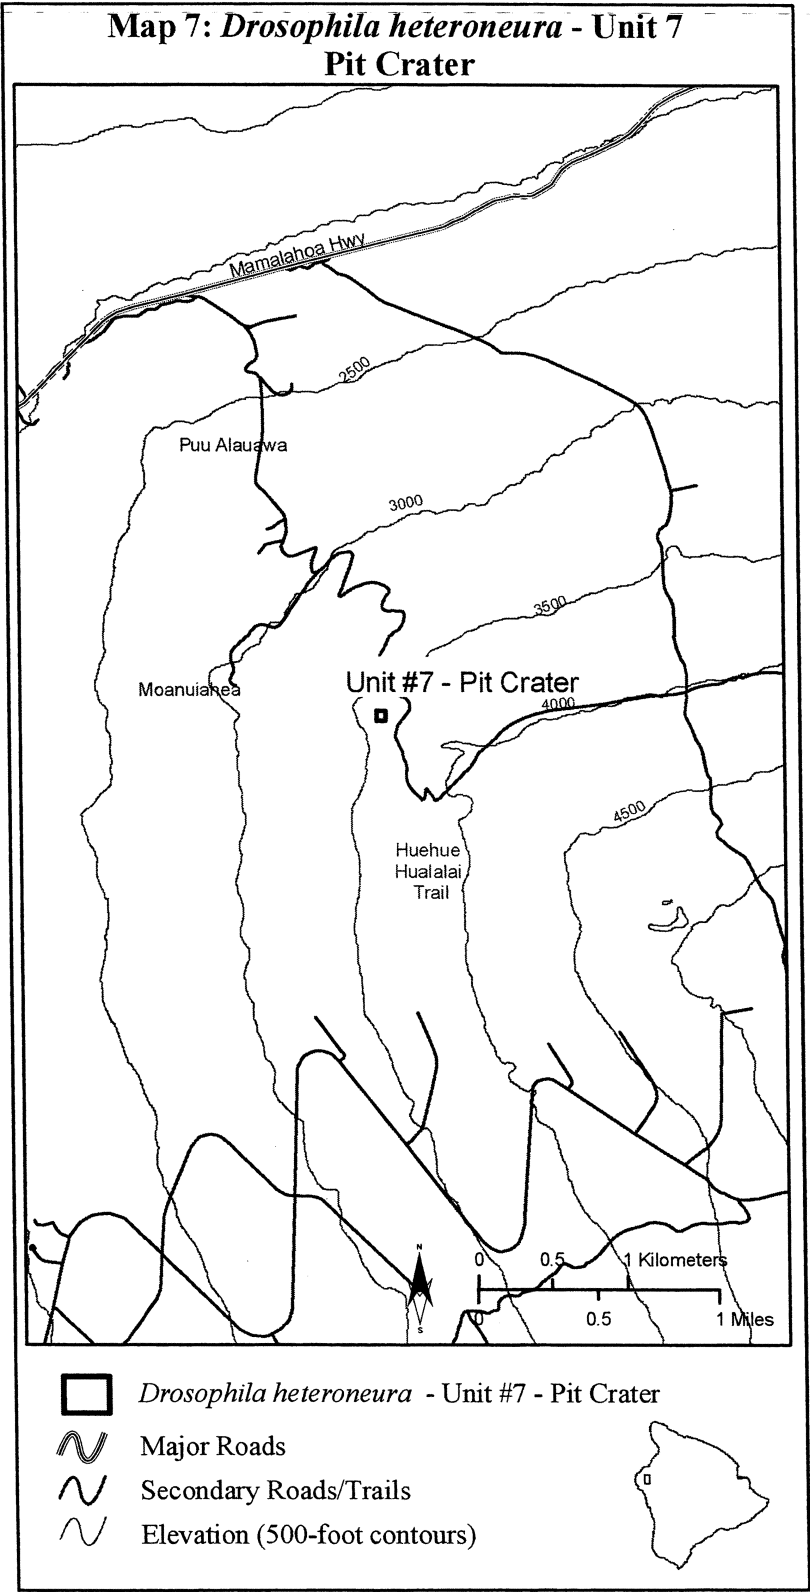 Map 7: Drosophila heteroneura - Unit 7
Pit Crater
Mamalahoa Hwy
2500
Puu Alauawa
3000
3500
Moanuiahea
Unit #7 - Pit Crater
4000
4500
Huehue
Hualalai
Trail
N
S
0 0.5 1 Kilometers
0 0.5 1 Miles
Drosophila heteroneura - Unit #7 - Pit Crater
Major Roads
Secondary Roads/Trails
Elevation (500-foot contours)